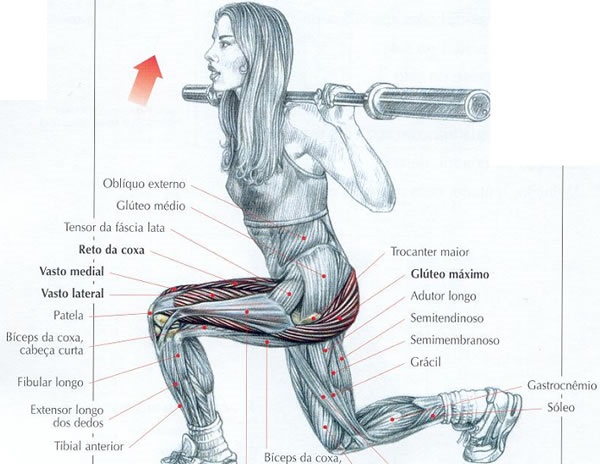 Oblíquo externo
Glúteo médio
Tensor da fáscia lata
Reto da coxa
Vasto medial
Vasto lateral
Patela
Bíceps da coxa,
cabeça curta
Fibular longo
Extensor longo
dos dedos
Tibial anterior
Trocanter maior
Glúteo máximo
Adutor longo
Semitendinoso
Semimembranoso
Grácil
Gastrocnêmio
Sóleo
Bíceps da coxa,